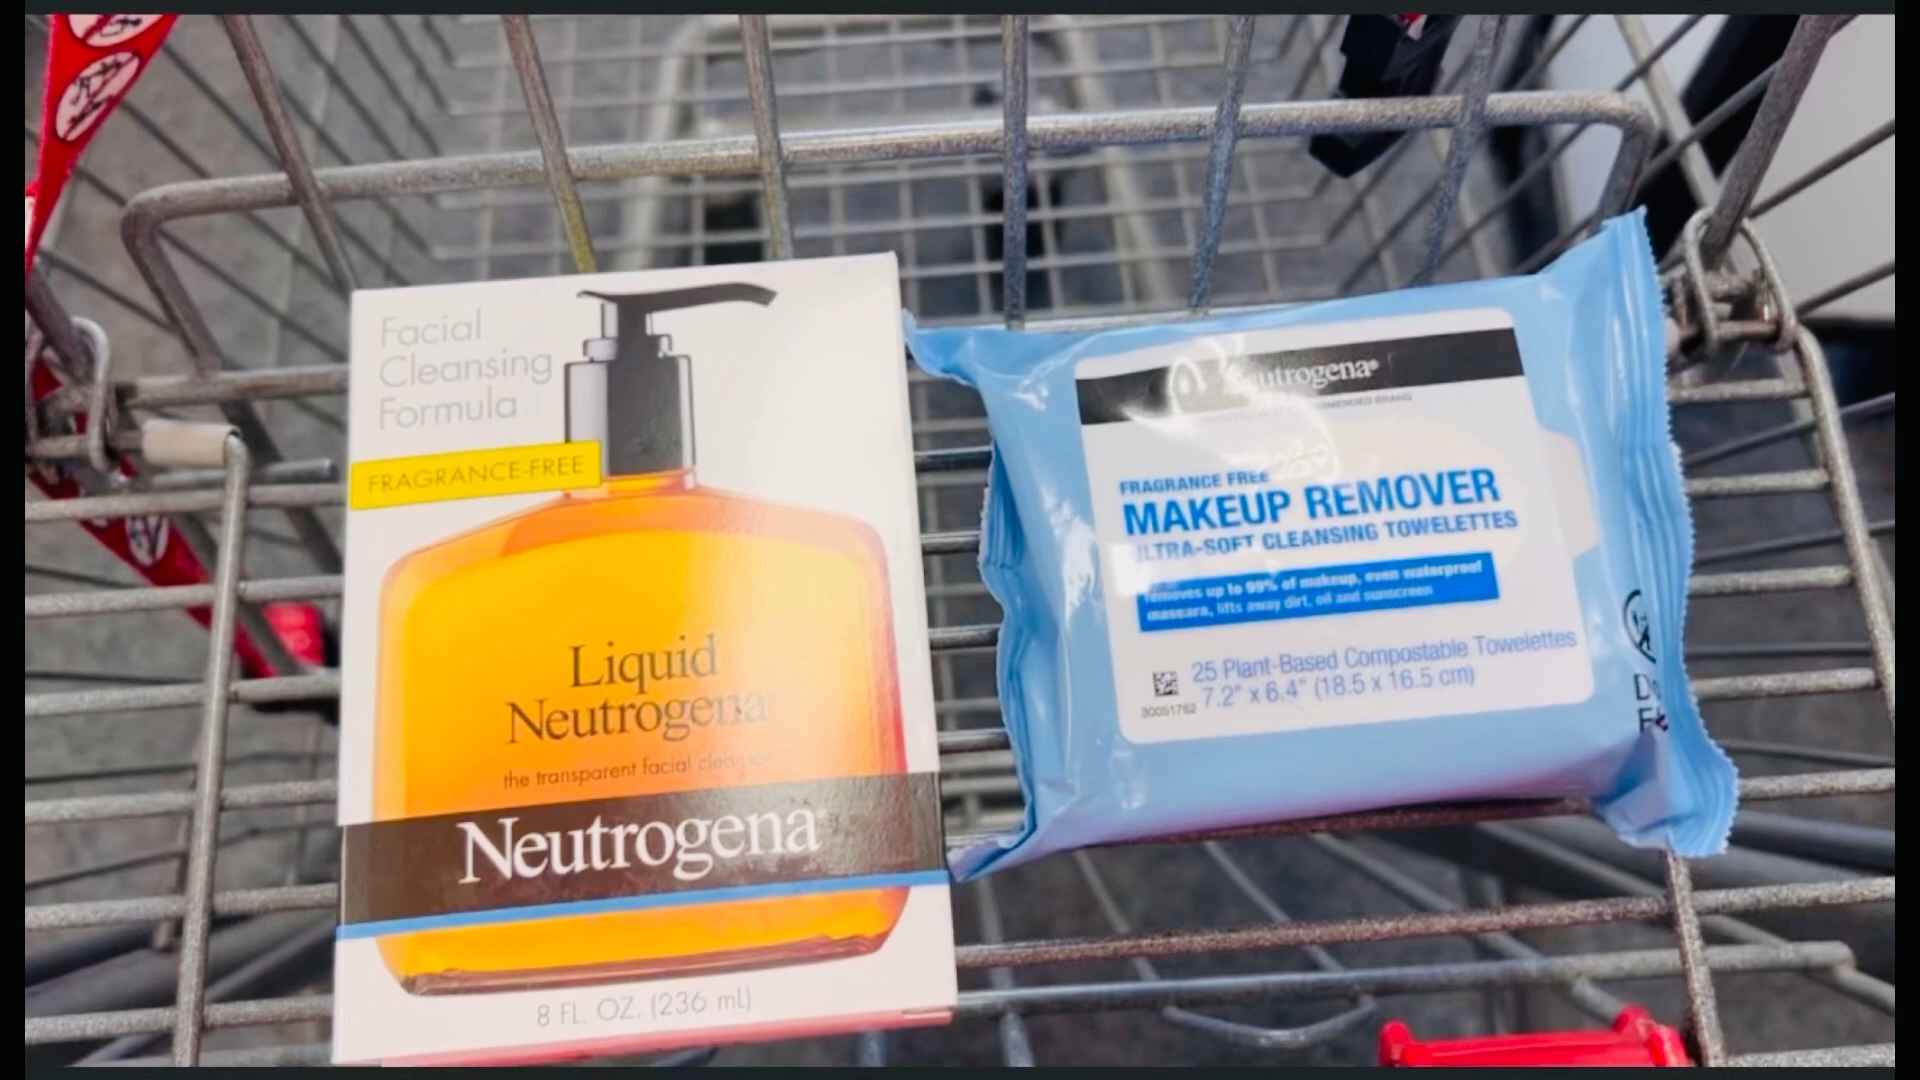 Facial
Cleansing
Formula
FRAGRANCE-FREE
Liquid
Neutrogena
the transparent facial
Neutrogena
8 FL. OZ. (236 mL)
Neutrogena®
BRAND
FRAGRANCE FREE
MAKEUP REMOVER
ULTRA-SOFT CLEANSING TOWELETTES
removes up to 99% of makeup, even waterproof
mascara, lifts away dirt, oil and sunscreen
25 Plant-Based Compostable Towelettes
7.2" x 6.4" (18.5 x 16.5 cm)
30051762